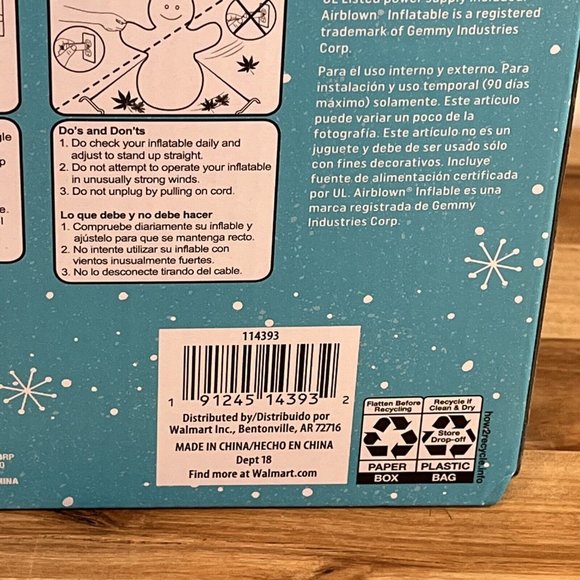 UL Listed power supply included.
Airblown® Inflatable is a registered
trademark of Gemmy Industries
Corp.
Para el uso interno y externo. Para
instalación y uso temporal (90 días
máximo) solamente. Este artículo
puede variar un poco de la
fotografía. Este artículo no es un
juguete y debe de ser usado sólo
con fines decorativos. Incluye
fuente de alimentación certificada
por UL. Airblown® Inflable es una
marca registrada de Gemmy
Industries Corp.
Do's and Don'ts
1. Do check your inflatable daily and
adjust to stand up straight.
2. Do not attempt to operate your inflatable
in unusually strong winds.
3. Do not unplug by pulling on cord.
Lo que debe y no debe hacer
1. Compruebe diariamente su inflable y
ajústelo para que se mantenga recto.
2. No intente utilizar su inflable con
vientos inusualmente fuertes.
3. No lo desconecte tirando del cable.
114393
1 91245 14393 2
Distributed by/Distribuido por
Walmart Inc., Bentonville, AR 72716
MADE IN CHINA/HECHO EN CHINA
Dept 18
Find more at Walmart.com
Flatten Before
Recycling
PAPER
BOX
Recycle if
Clean & Dry
Store
Drop-off
PLASTIC
BAG
how2recycle.info